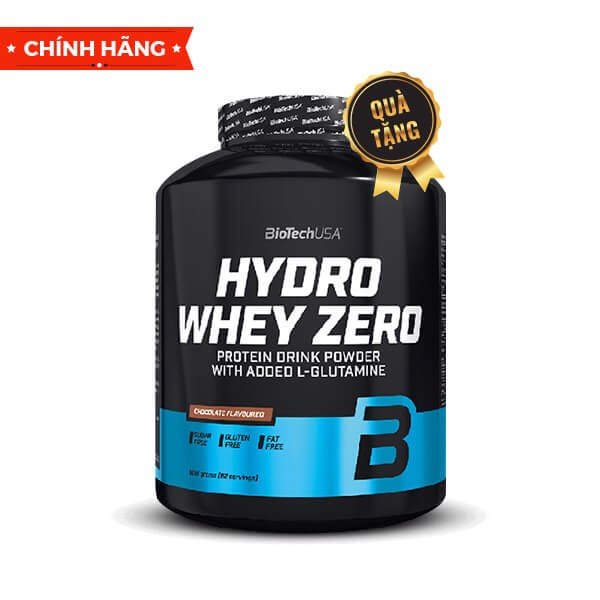 CHÍNH HÃNG
QUÀ
TẶNG
BioTechUSA
HYDRO
WHEY ZERO
PROTEIN DRINK POWDER
WITH ADDED L-GLUTAMINE
CHOCOLATE FLAVOURED
SUGAR
FREE
GLUTEN
FREE
FAT
FREE
B